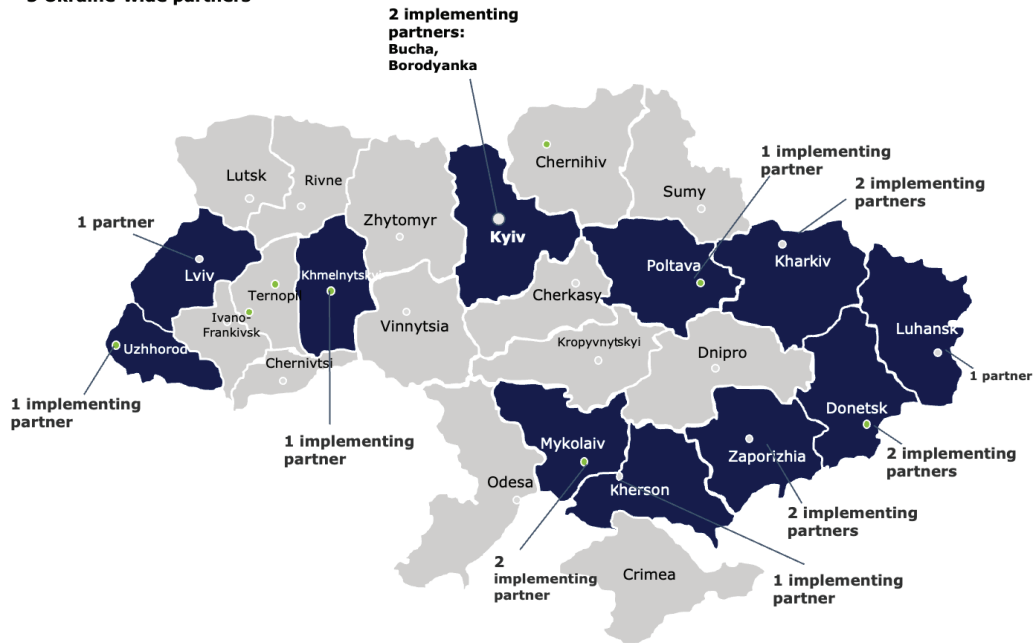 2 implementing
partners:
Bucha,
Borodyanka
Chernihiv
1 implementing
partner
Sumy
2 implementing
partners
Lutsk
Rivne
Zhytomyr
Kyiv
1 partner
Lviv
Khmelnytskyi
Ternopil
Ivano-
Frankivsk
Uzhhorod
Chernivtsi
Vinnytsia
Cherkasy
Poltava
Kharkiv
Luhansk
Kropyvnytskyi
Dnipro
1 partner
1 implementing
partner
1 implementing
partner
Donetsk
2 implementing
partners
Mykolaiv
Zaporizhia
Odesa
Kherson
2 implementing
partners
2
implementing
partner
Crimea
1 implementing
partner